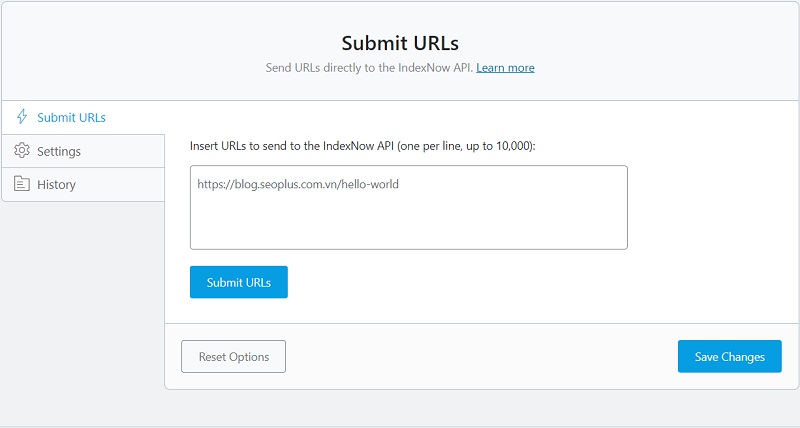 Submit URLs
Send URLs directly to the IndexNow API. Learn more
Submit URLs
Settings
History
Insert URLs to send to the IndexNow API (one per line, up to 10,000):
https://blog.seoplus.com.vn/hello-world
Submit URLs
Reset Options
Save Changes